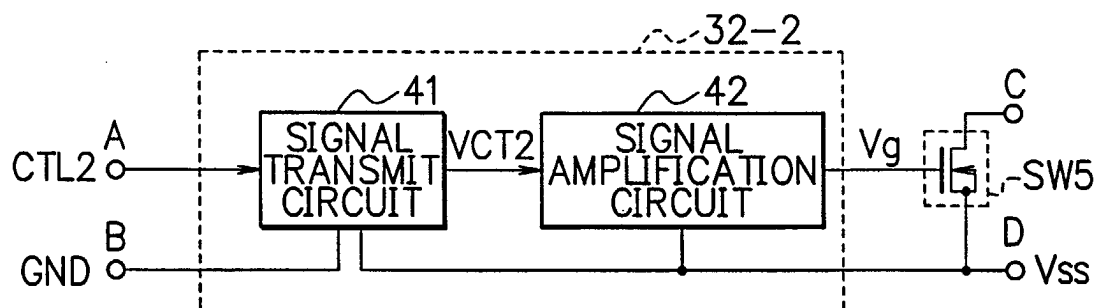 32-2
41
42
C
A
CTL2
SIGNAL
TRANSMIT
CIRCUIT
VCT2
SIGNAL
AMPLIFICATION
CIRCUIT
Vg
SW5
B
GND
D
Vss